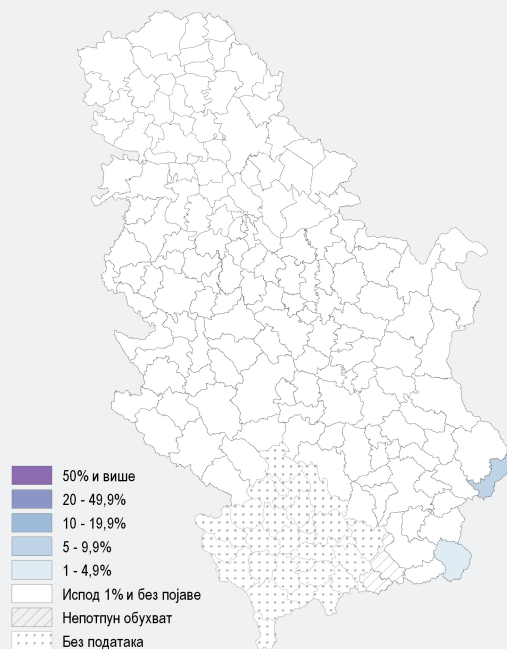 50% и више
20 - 49,9%
10 - 19,9%
5 - 9,9%
1 - 4,9%
Испод 1% и без појаве
Непотпун обухват
Без података